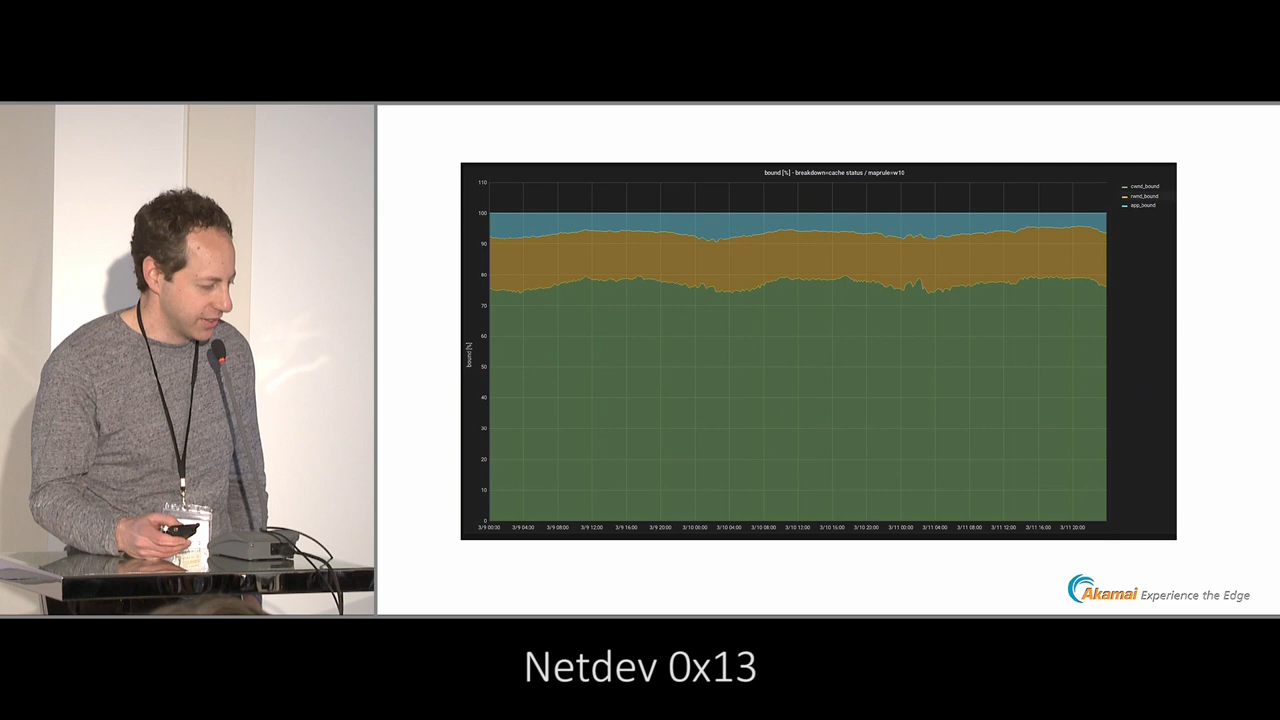 bound [%] - breakdown=cache status / maprule=w10
110
100
90
80
70
60
50
40
30
20
10
0
bound [%]
3/9 00:00 3/9 04:00 3/9 08:00 3/9 12:00 3/9 16:00 3/9 20:00 3/10 00:00 3/10 04:00 3/10 08:00 3/10 12:00 3/10 16:00 3/10 20:00 3/11 00:00 3/11 04:00 3/11 08:00 3/11 12:00 3/11 16:00 3/11 20:00
cwnd_bound
rwnd_bound
app_bound
Akamai Experience the Edge
Netdev 0x13